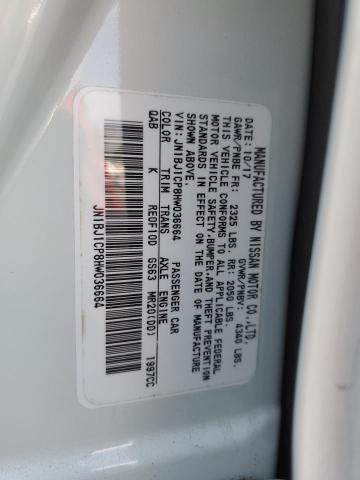 MANUFACTURED BY NISSAN MOTOR CO.,LTD.
DATE: 10/17 GVWR/PNBV: 4340 LBS.
GAWR/PNBE FR: 2325 LBS. RR: 2050 LBS.
THIS VEHICLE CONFORMS TO ALL APPLICABLE FEDERAL
MOTOR VEHICLE SAFETY,BUMPER,AND THEFT PREVENTION
STANDARDS IN EFFECT ON THE DATE OF MANUFACTURE
SHOWN ABOVE.
VIN:JN1BJ1CP8HW036664 PASSENGER CAR
COLOR TRIM TRANS AXLE ENGINE
QAB K RE0F10D GS63 MR20(DD) 1997CC
JN1BJ1CP8HW036664